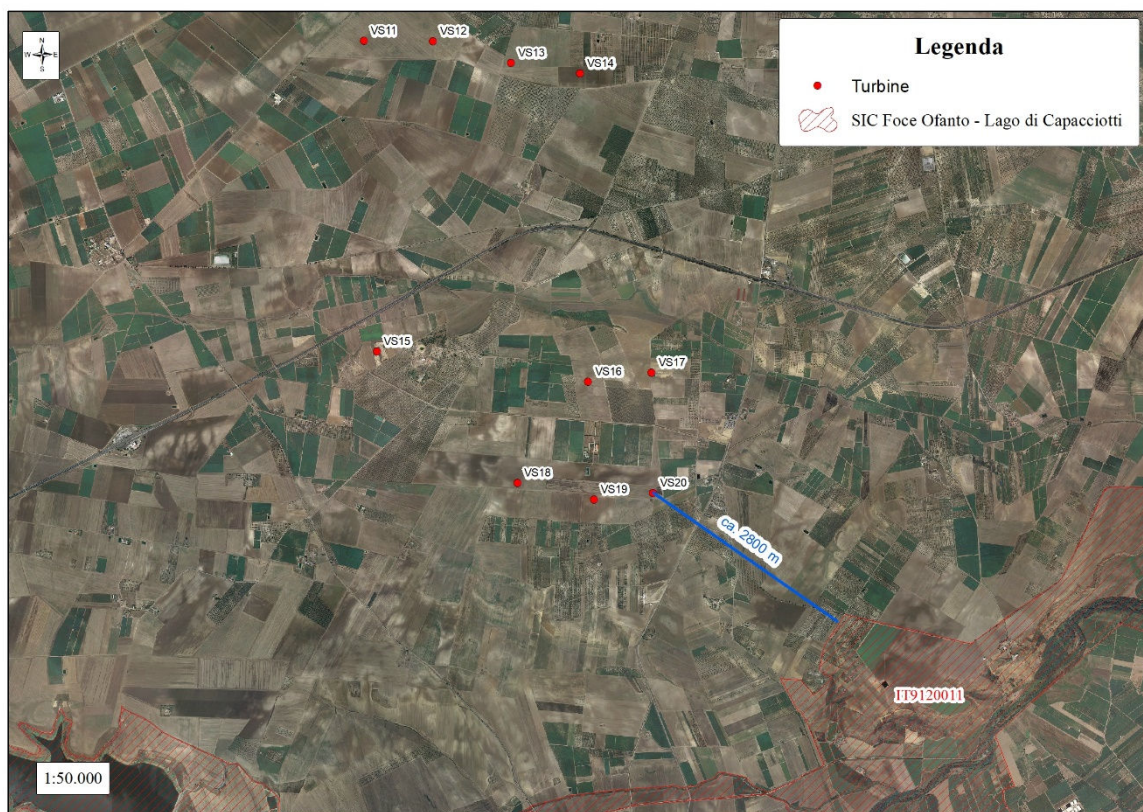 N
W E
S
VS11
VS12
VS13
VS14
Legenda
Turbine
SIC Foce Ofanto - Lago di Capacciotti
VS15
VS16
VS17
VS18
VS19
VS20
ca. 2800 m
IT9120011
1:50.000